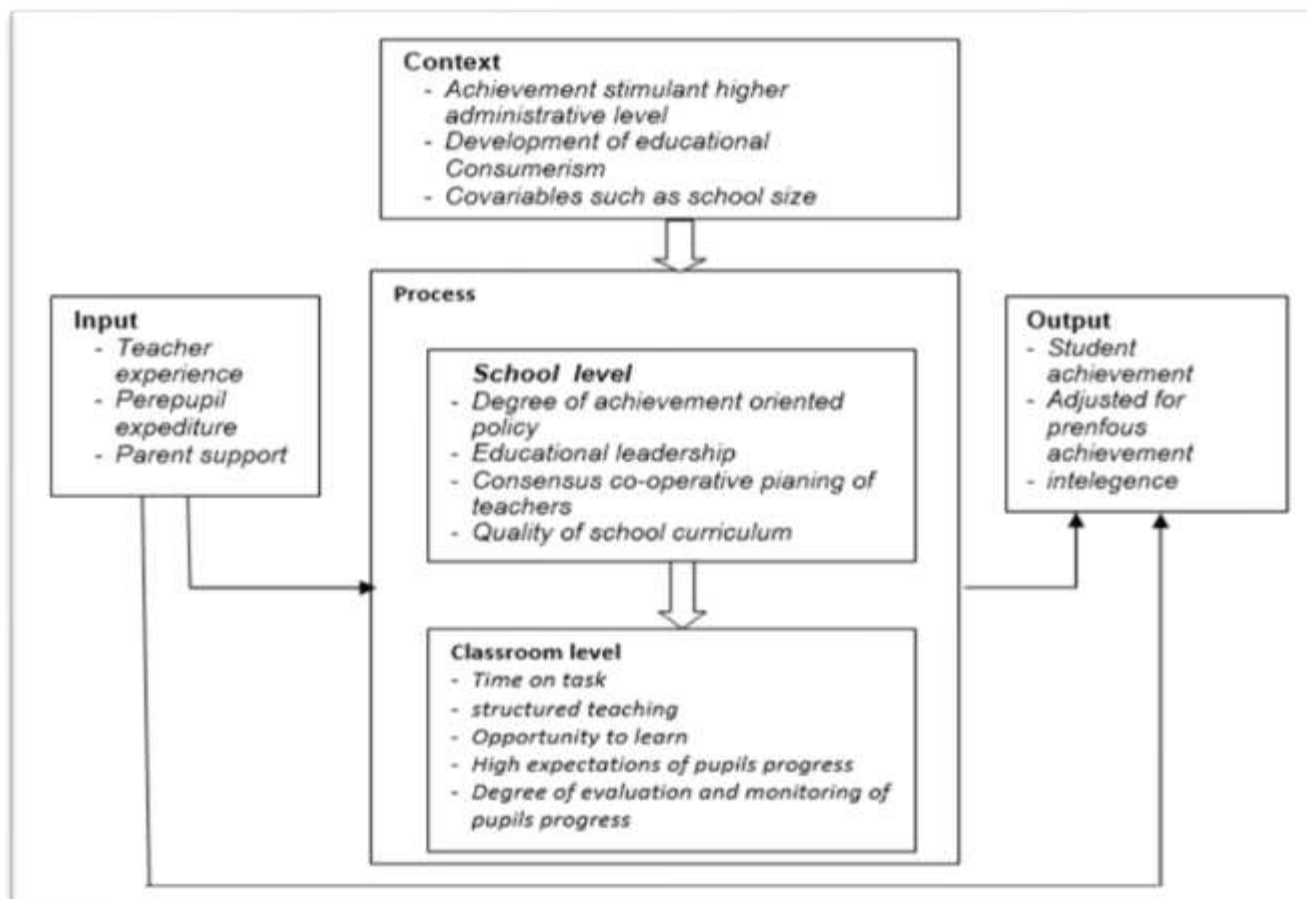 Context
- Achievement stimulant higher
administrative level
- Development of educational
Consumerism
- Covariables such as school size
Process
Input
- Teacher
experience
- Perepupil
expediture
- Parent support
School level
- Degree of achievement oriented
policy
- Educational leadership
- Consensus co-operative pianing of
teachers
- Quality of school curriculum
Classroom level
- Time on task
- structured teaching
- Opportunity to learn
- High expectations of pupils progress
- Degree of evaluation and monitoring of
pupils progress
Output
- Student
achievement
- Adjusted for
prenfous
achievement
- intelegence